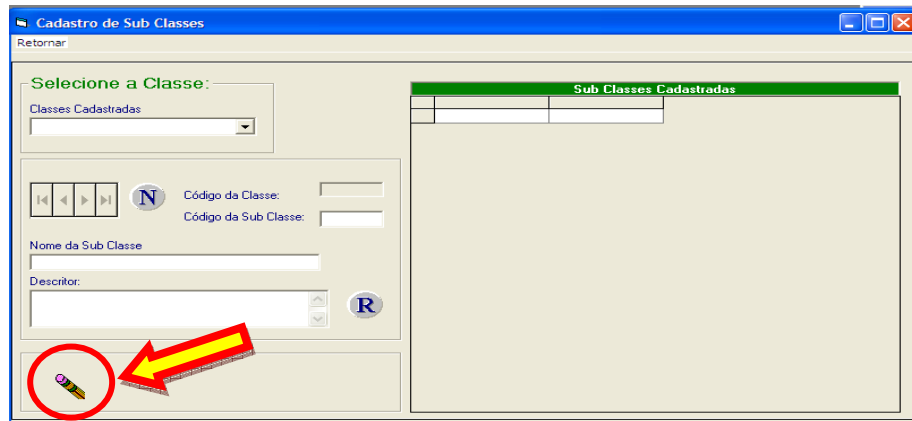 Cadastro de Sub Classes
Retornar
Selecione a Classe:
Classes Cadastradas
Sub Classes Cadastradas
N
Código da Classe:
Código da Sub Classe:
Nome da Sub Classe
Descritor:
R